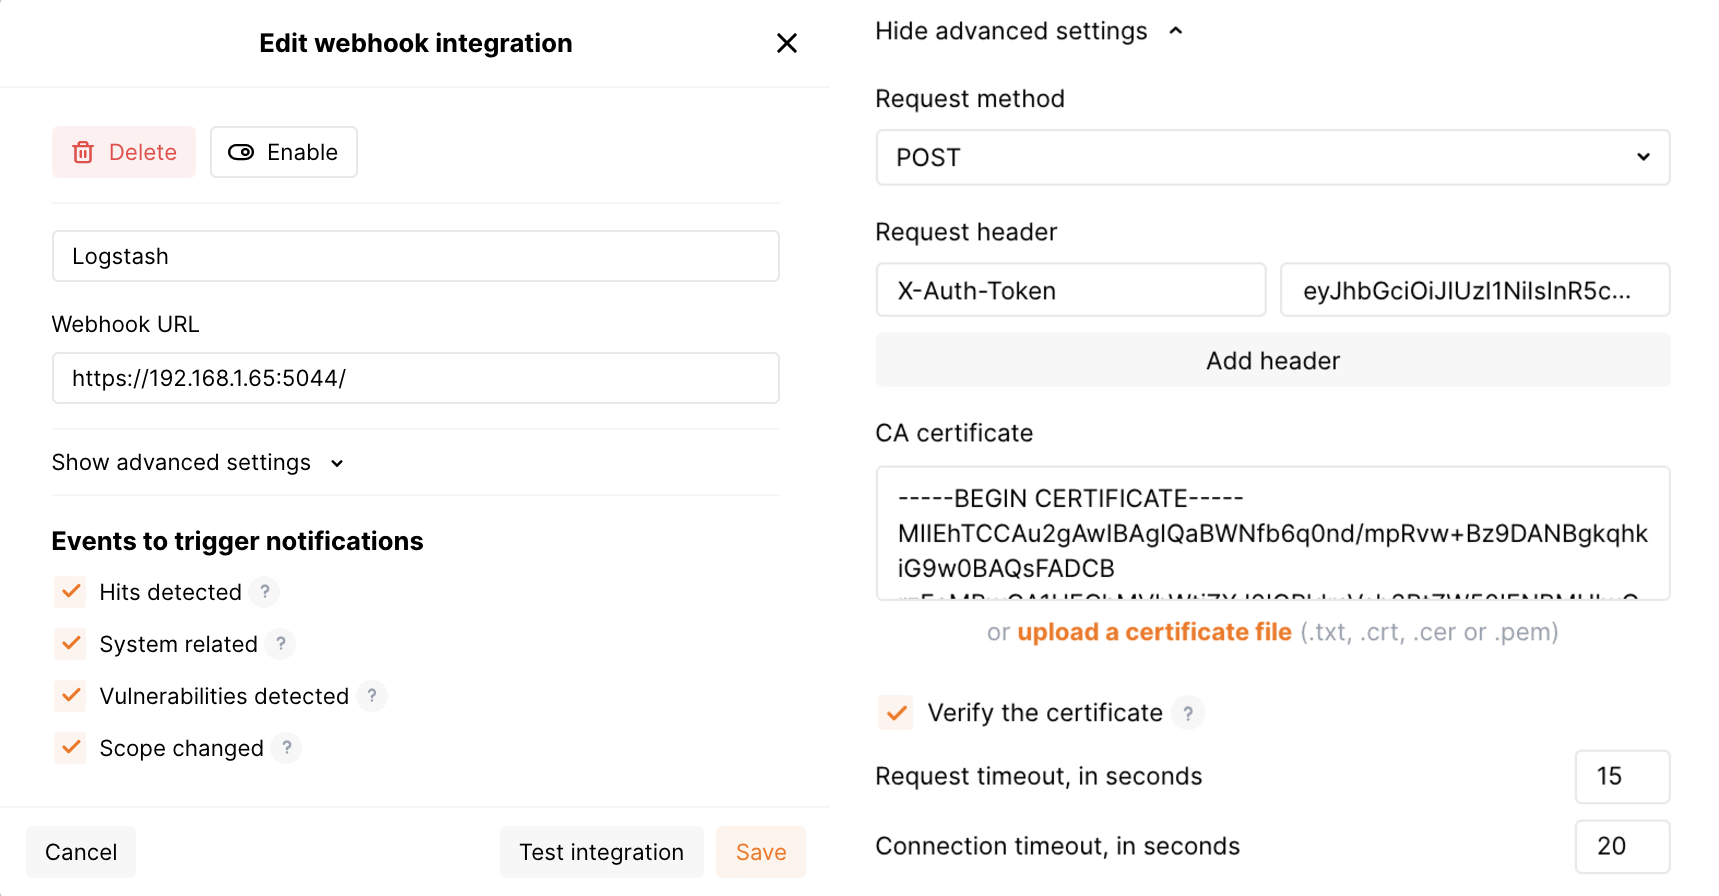 Edit webhook integration
Delete
Enable
Logstash
Webhook URL
https://192.168.1.65:5044/
Show advanced settings
Events to trigger notifications
Hits detected ?
System related ?
Vulnerabilities detected ?
Scope changed ?
Cancel
Test integration
Save
Hide advanced settings
Request method
POST
Request header
X-Auth-Token
eyJhbGciOiJIUzI1NiIsInR5c...
Add header
CA certificate
-----BEGIN CERTIFICATE-----
MIIEhTCCAu2gAwIBAgIQaBWNfb6q0nd/mpRvw+Bz9DANBgkqhk
iG9w0BAQsFADCB
or upload a certificate file (.txt, .crt, .cer or .pem)
Verify the certificate ?
Request timeout, in seconds
15
Connection timeout, in seconds
20